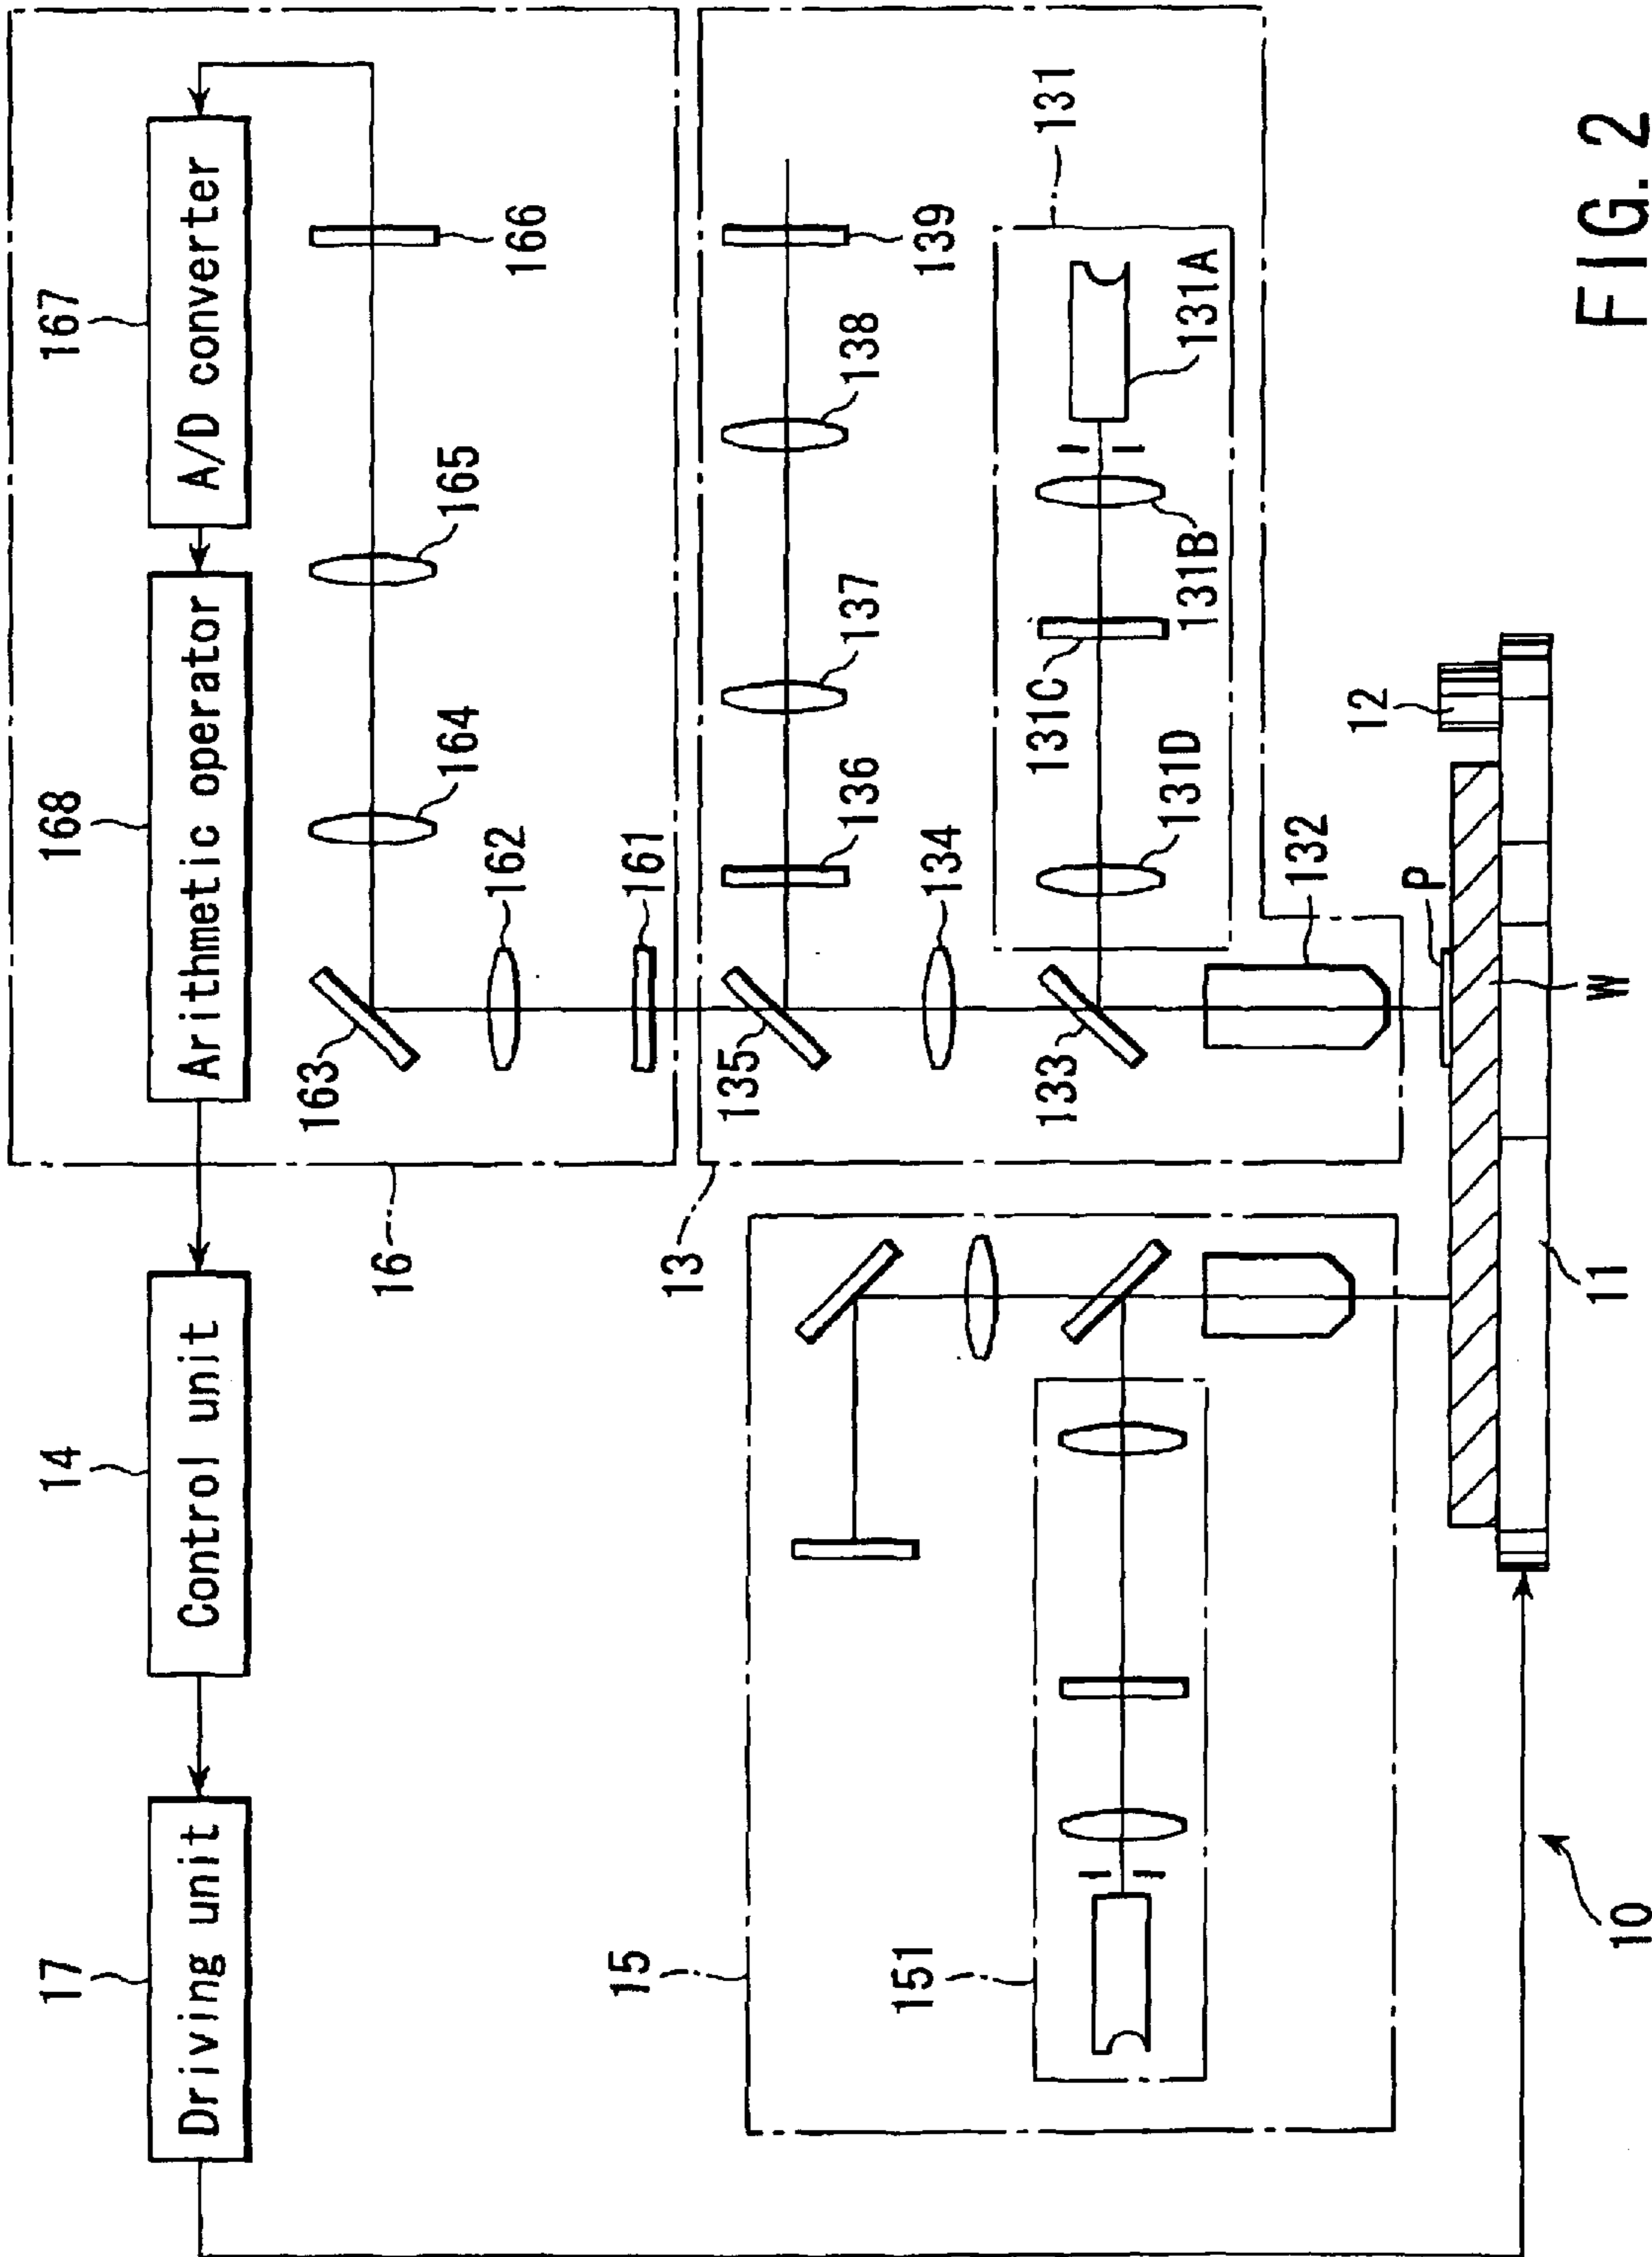 17
14
168
167
Driving unit
Control unit
Arithmetic operator
A/D converter
163
16
164
165
162
166
15
161
13
135
136
137
138
151
134
139
133
131C
131
131D
131B
131A
132
12
P
10
11
W
FIG. 2